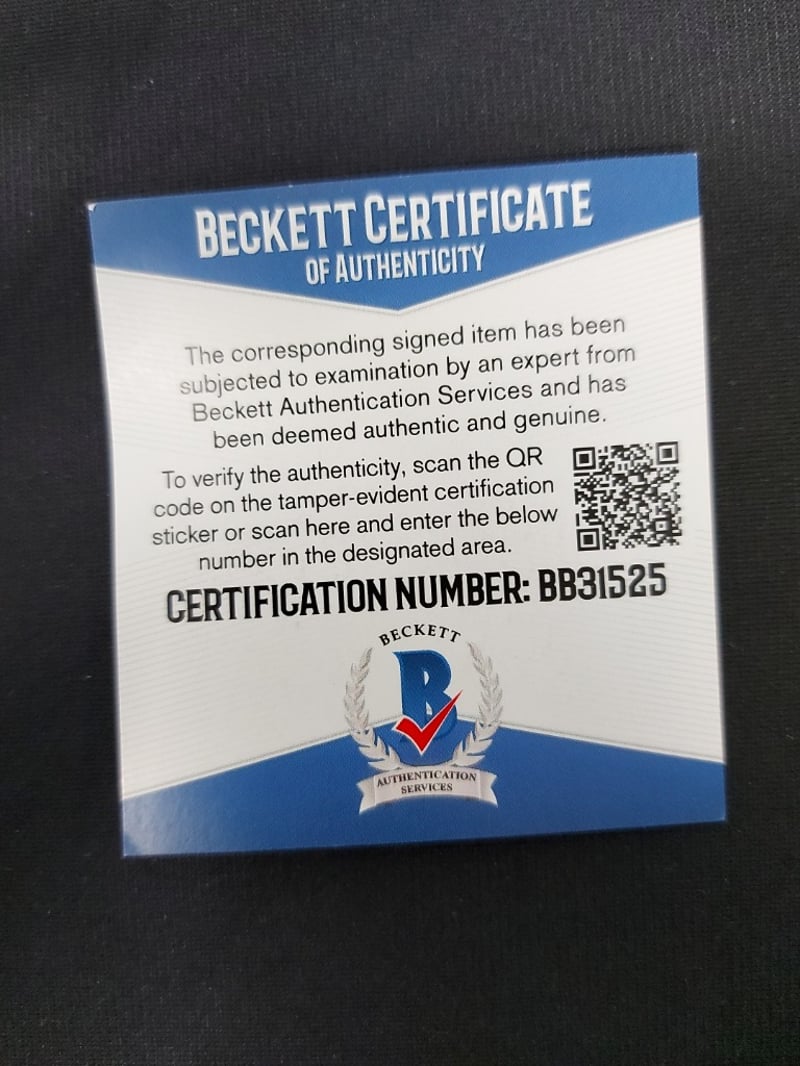 BECKETT CERTIFICATE
OF AUTHENTICITY
The corresponding signed item has been
subjected to examination by an expert from
Beckett Authentication Services and has
been deemed authentic and genuine.
To verify the authenticity, scan the QR
code on the tamper-evident certification
sticker or scan here and enter the below
number in the designated area.
CERTIFICATION NUMBER: BB31525
BECKETT
B
AUTHENTICATION
SERVICES